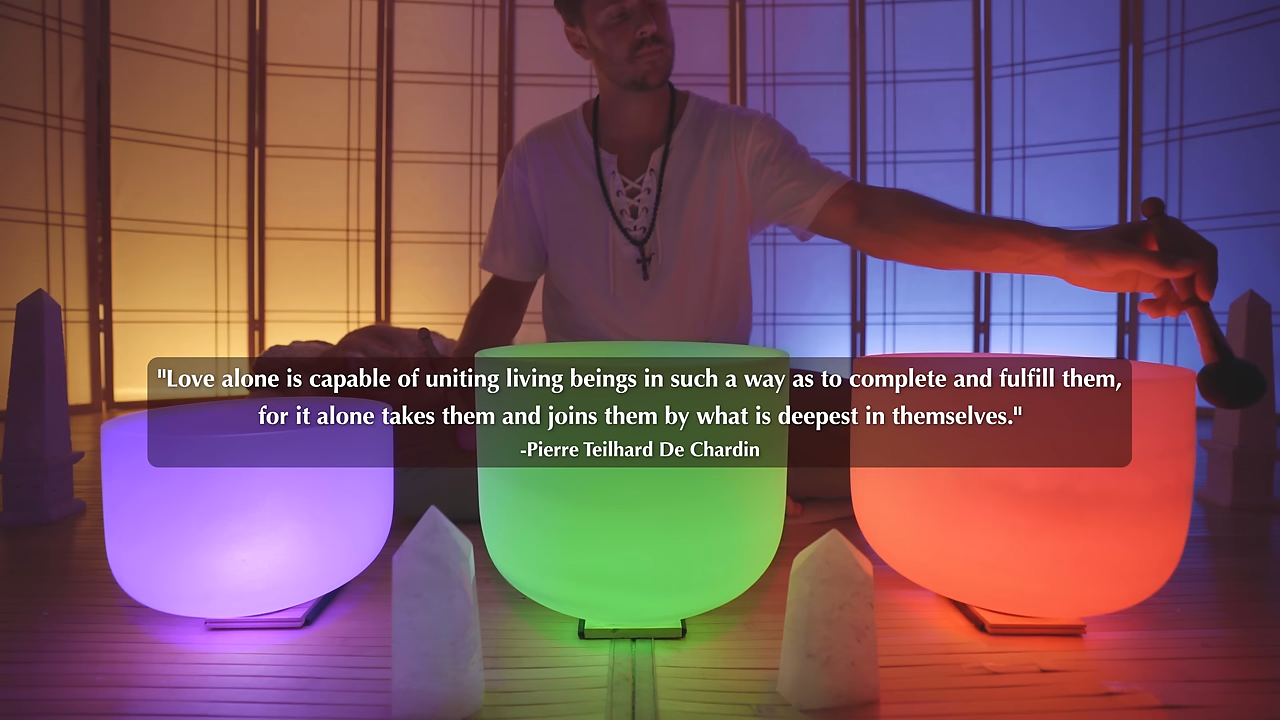 "Love alone is capable of uniting living beings in such a way as to complete and fulfill them,
for it alone takes them and joins them by what is deepest in themselves."
-Pierre Teilhard De Chardin